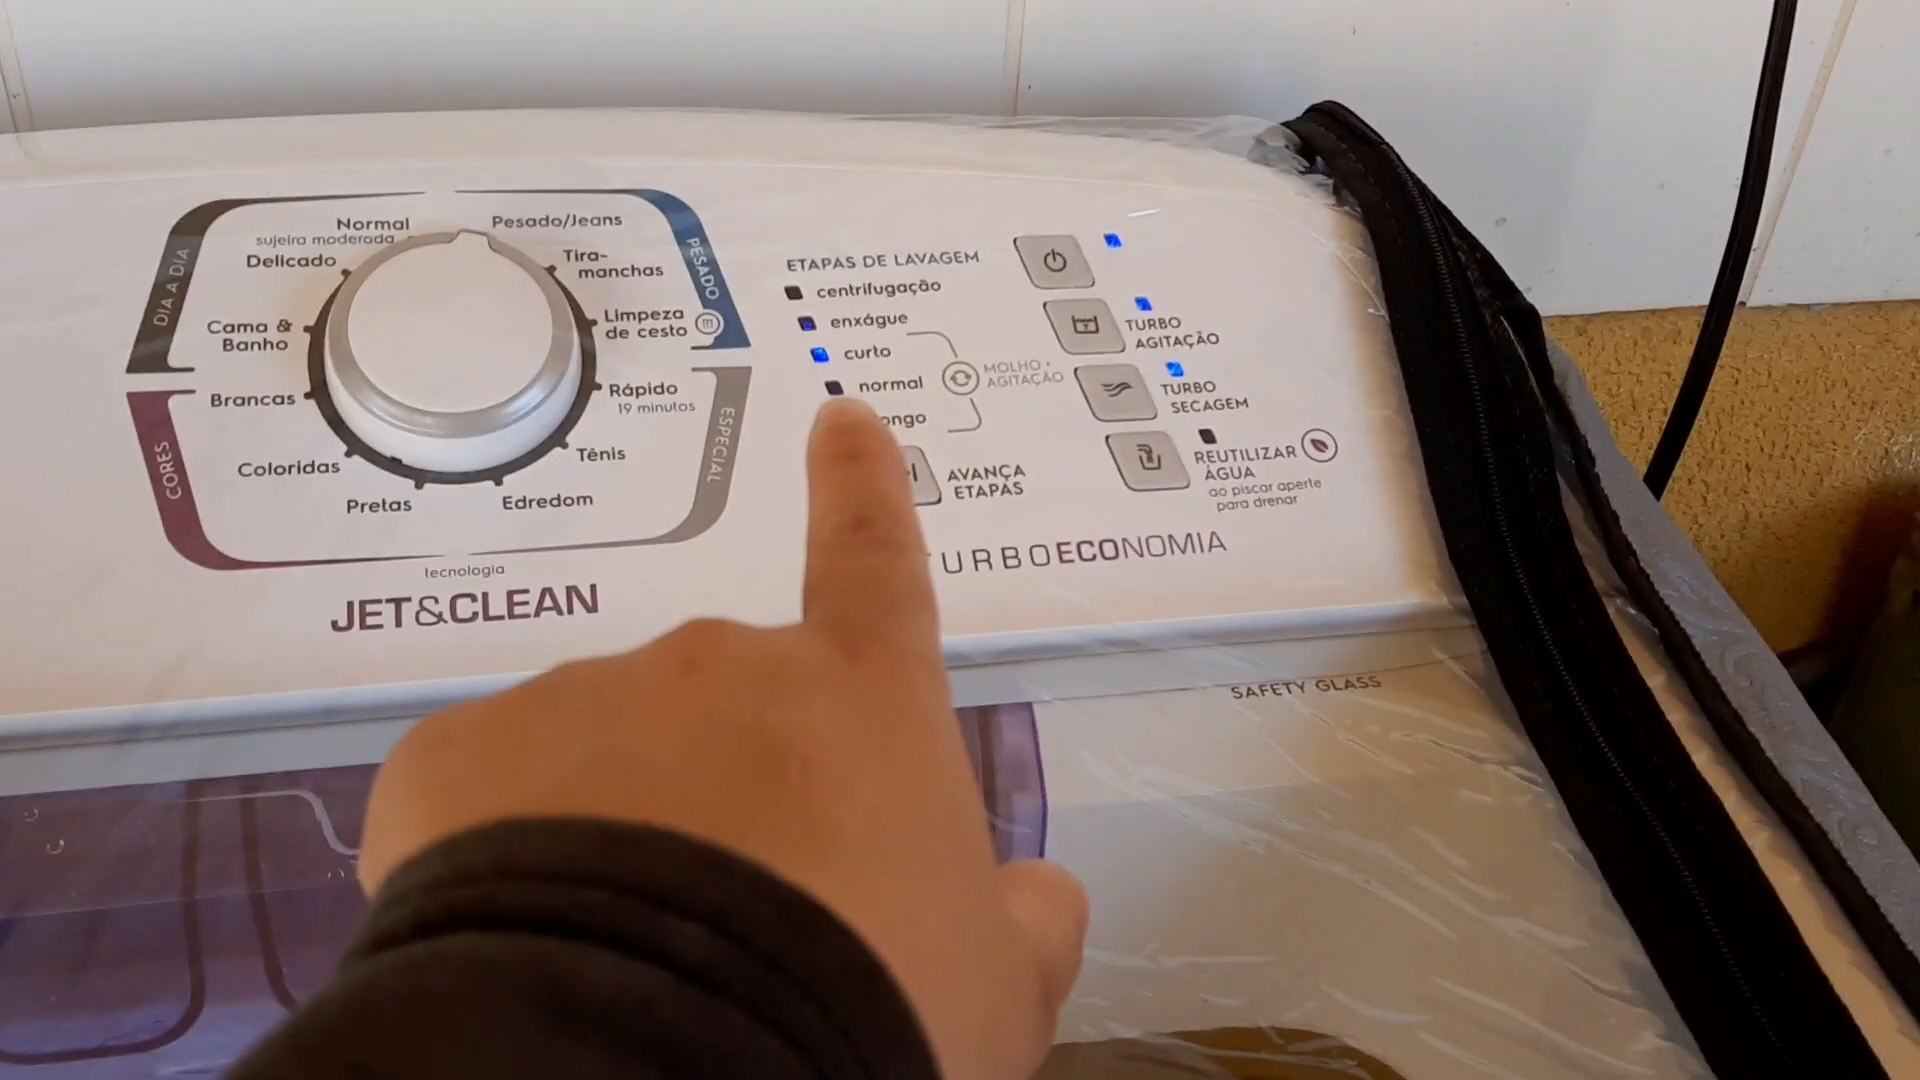 Normal
sujeira moderada
Delicado
Cama &
Banho
Brancas
Coloridas
Pretas
Pesado/Jeans
Tira-
manchas
Limpeza
de cesto
Rápido
19 minutos
Tênis
Edredom
DIA A DIA
PESADO
CORES
ESPECIAL
tecnologia
JET&CLEAN
ETAPAS DE LAVAGEM
centrifugação
enxágue
curto
normal
ongo
MOLHO +
AGITAÇÃO
AVANÇA
ETAPAS
TURBO
AGITAÇÃO
TURBO
SECAGEM
REUTILIZAR
ÁGUA
ao piscar aperte
para drenar
URBOECONOMIA
SAFETY GLASS